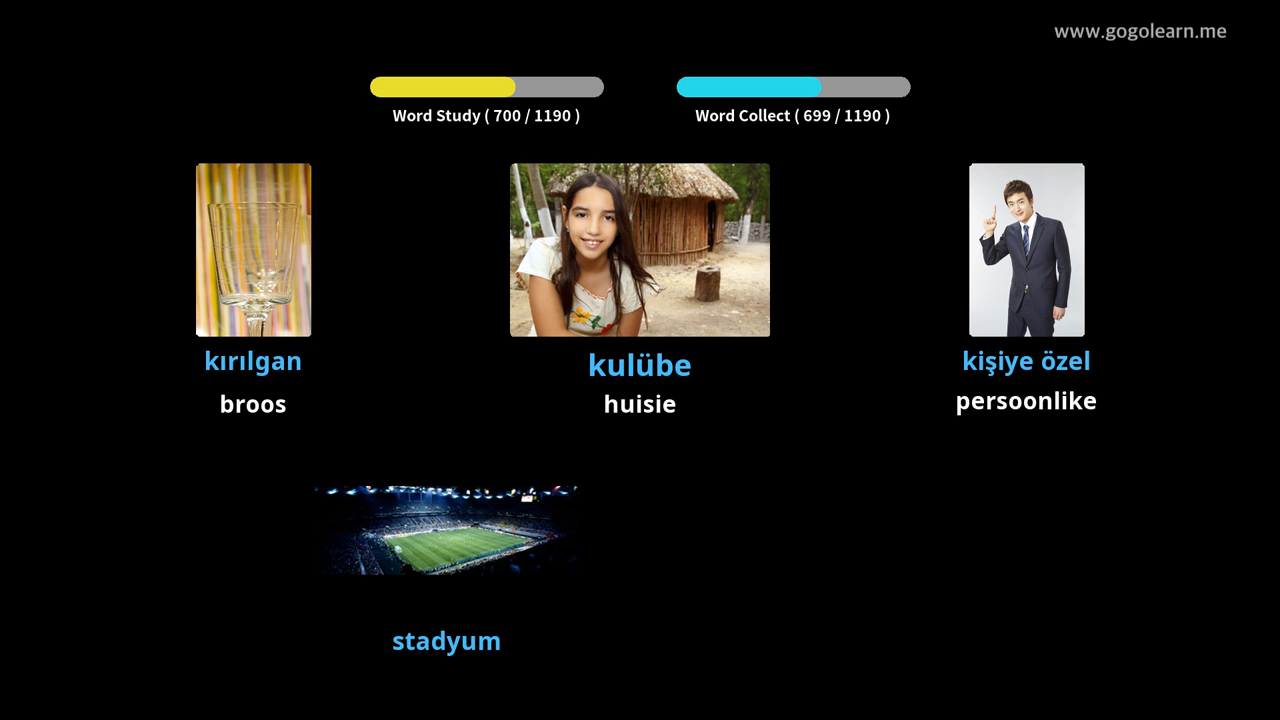 www.gogolearn.me
Word Study ( 700 / 1190 )
Word Collect ( 699 / 1190 )
kırılgan
kulübe
kişiye özel
broos
huisie
persoonlike
stadyum